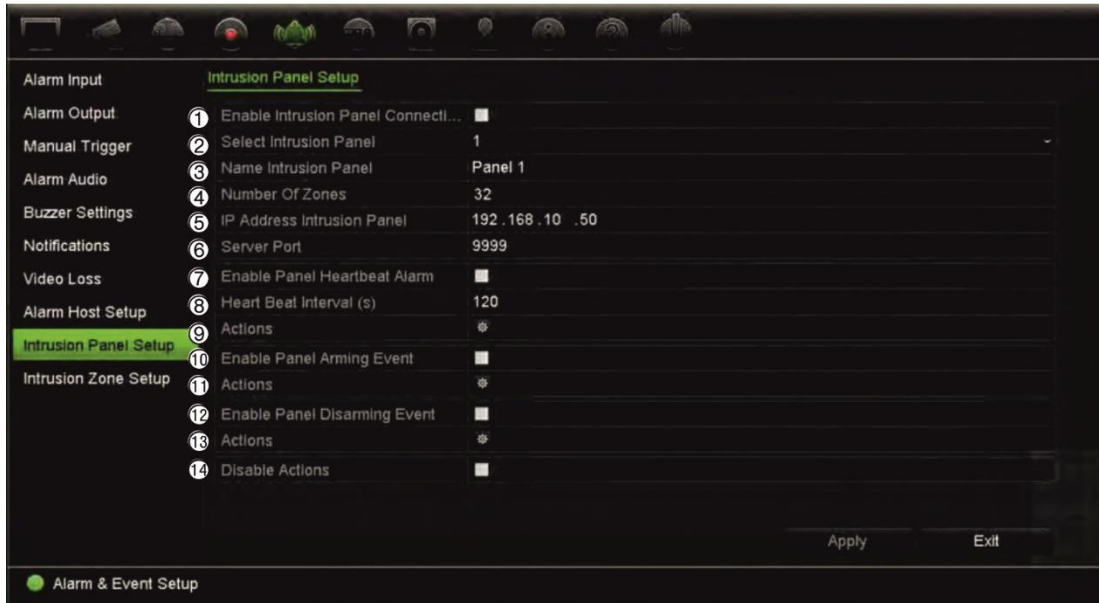 Alarm Input
Alarm Output
Manual Trigger
Alarm Audio
Buzzer Settings
Notifications
Video Loss
Alarm Host Setup
Intrusion Panel Setup
Intrusion Zone Setup
Intrusion Panel Setup
1 Enable Intrusion Panel Connecti...
2 Select Intrusion Panel 1
3 Name Intrusion Panel Panel 1
4 Number Of Zones 32
5 IP Address Intrusion Panel 192 . 168 . 10 . 50
6 Server Port 9999
7 Enable Panel Heartbeat Alarm
8 Heart Beat Interval (s) 120
9 Actions
10 Enable Panel Arming Event
11 Actions
12 Enable Panel Disarming Event
13 Actions
14 Disable Actions
Apply Exit
Alarm & Event Setup